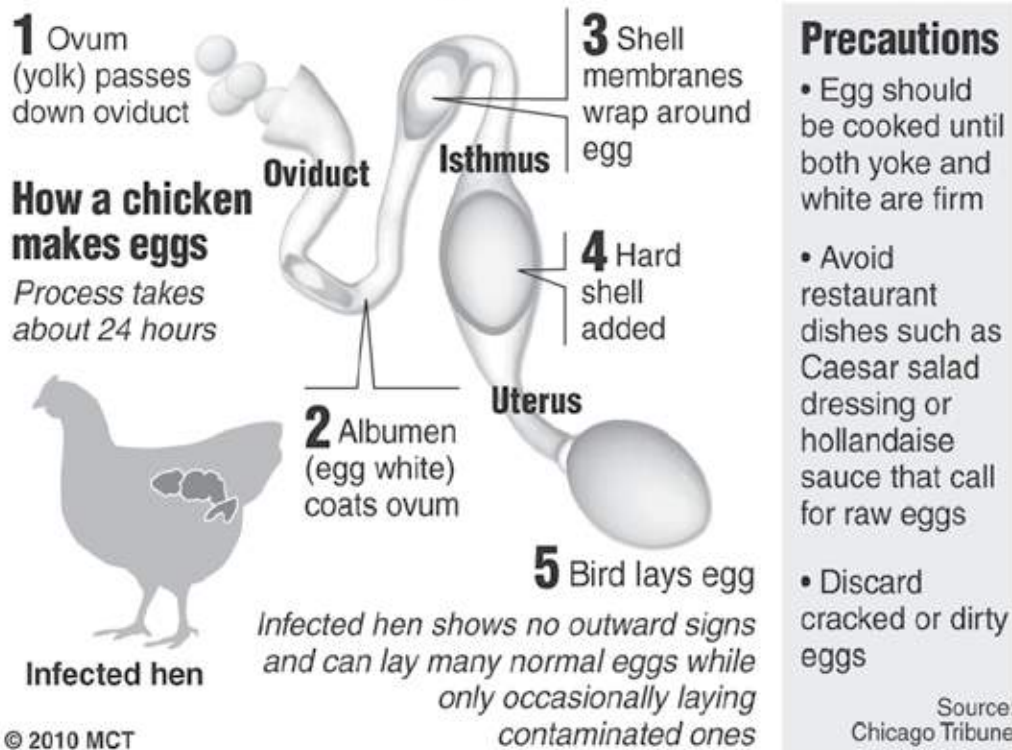 1 Ovum
(yolk) passes
down oviduct
How a chicken
makes eggs
Process takes
about 24 hours
Oviduct
2 Albumen
(egg white)
coats ovum
3 Shell
membranes
wrap around
egg
Isthmus
4 Hard
shell
added
Uterus
5 Bird lays egg
Infected hen
Infected hen shows no outward signs
and can lay many normal eggs while
only occasionally laying
contaminated ones
© 2010 MCT
Precautions
• Egg should
be cooked until
both yoke and
white are firm
• Avoid
restaurant
dishes such as
Caesar salad
dressing or
hollandaise
sauce that call
for raw eggs
• Discard
cracked or dirty
eggs
Source:
Chicago Tribune